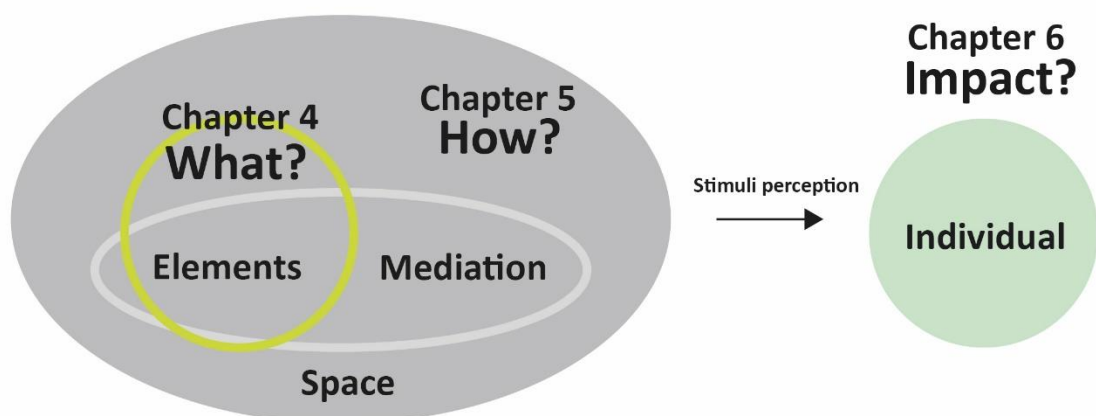 Chapter 4
What?
Chapter 5
How?
Elements
Mediation
Space
Stimuli perception
Chapter 6
Impact?
Individual